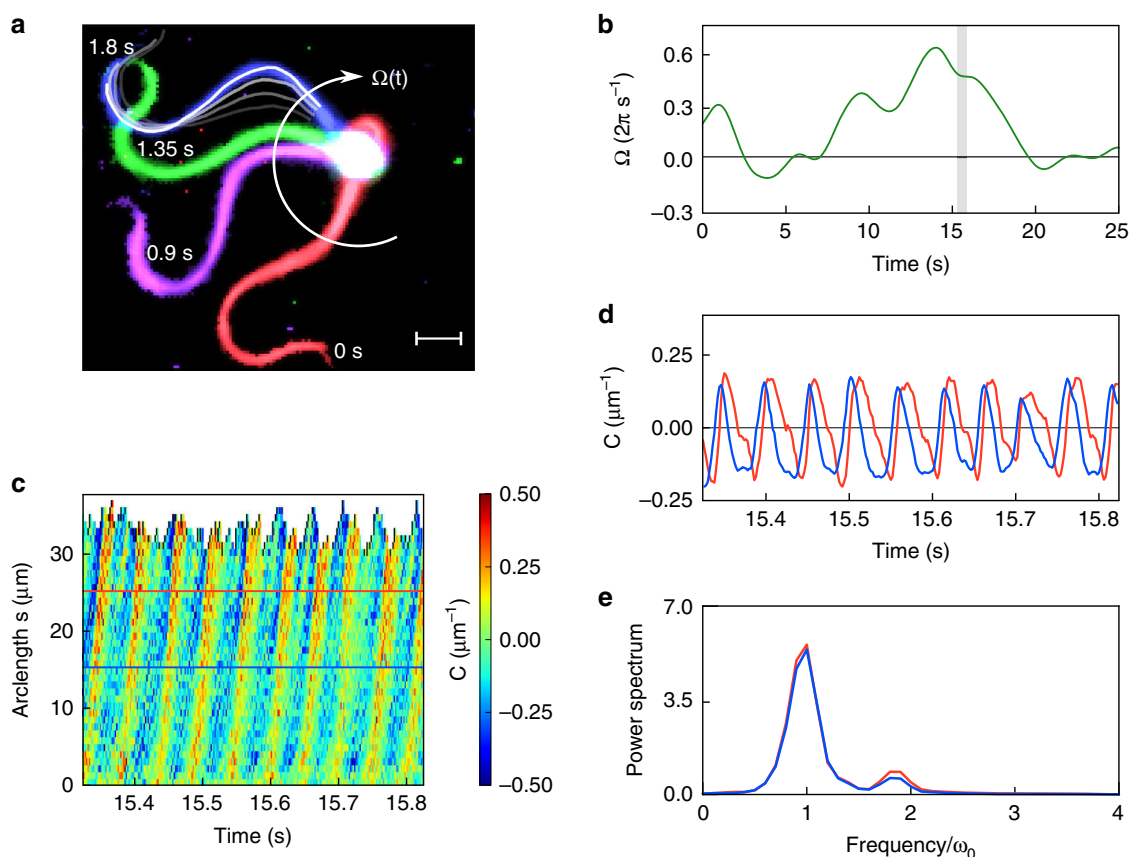 a
1.8 s
Ω(t)
1.35 s
0.9 s
0 s
b
0.6
0.3
0.0
−0.3
Ω (2π s⁻¹)
0 5 10 15 20 25
Time (s)
c
30
20
10
0
Arclength s (μm)
15.4 15.5 15.6 15.7 15.8
Time (s)
0.50
0.25
0.00
−0.25
−0.50
C (μm⁻¹)
d
0.25
0.00
−0.25
C (μm⁻¹)
15.4 15.5 15.6 15.7 15.8
Time (s)
e
7.0
3.5
0.0
Power spectrum
0 1 2 3 4
Frequency/ω₀